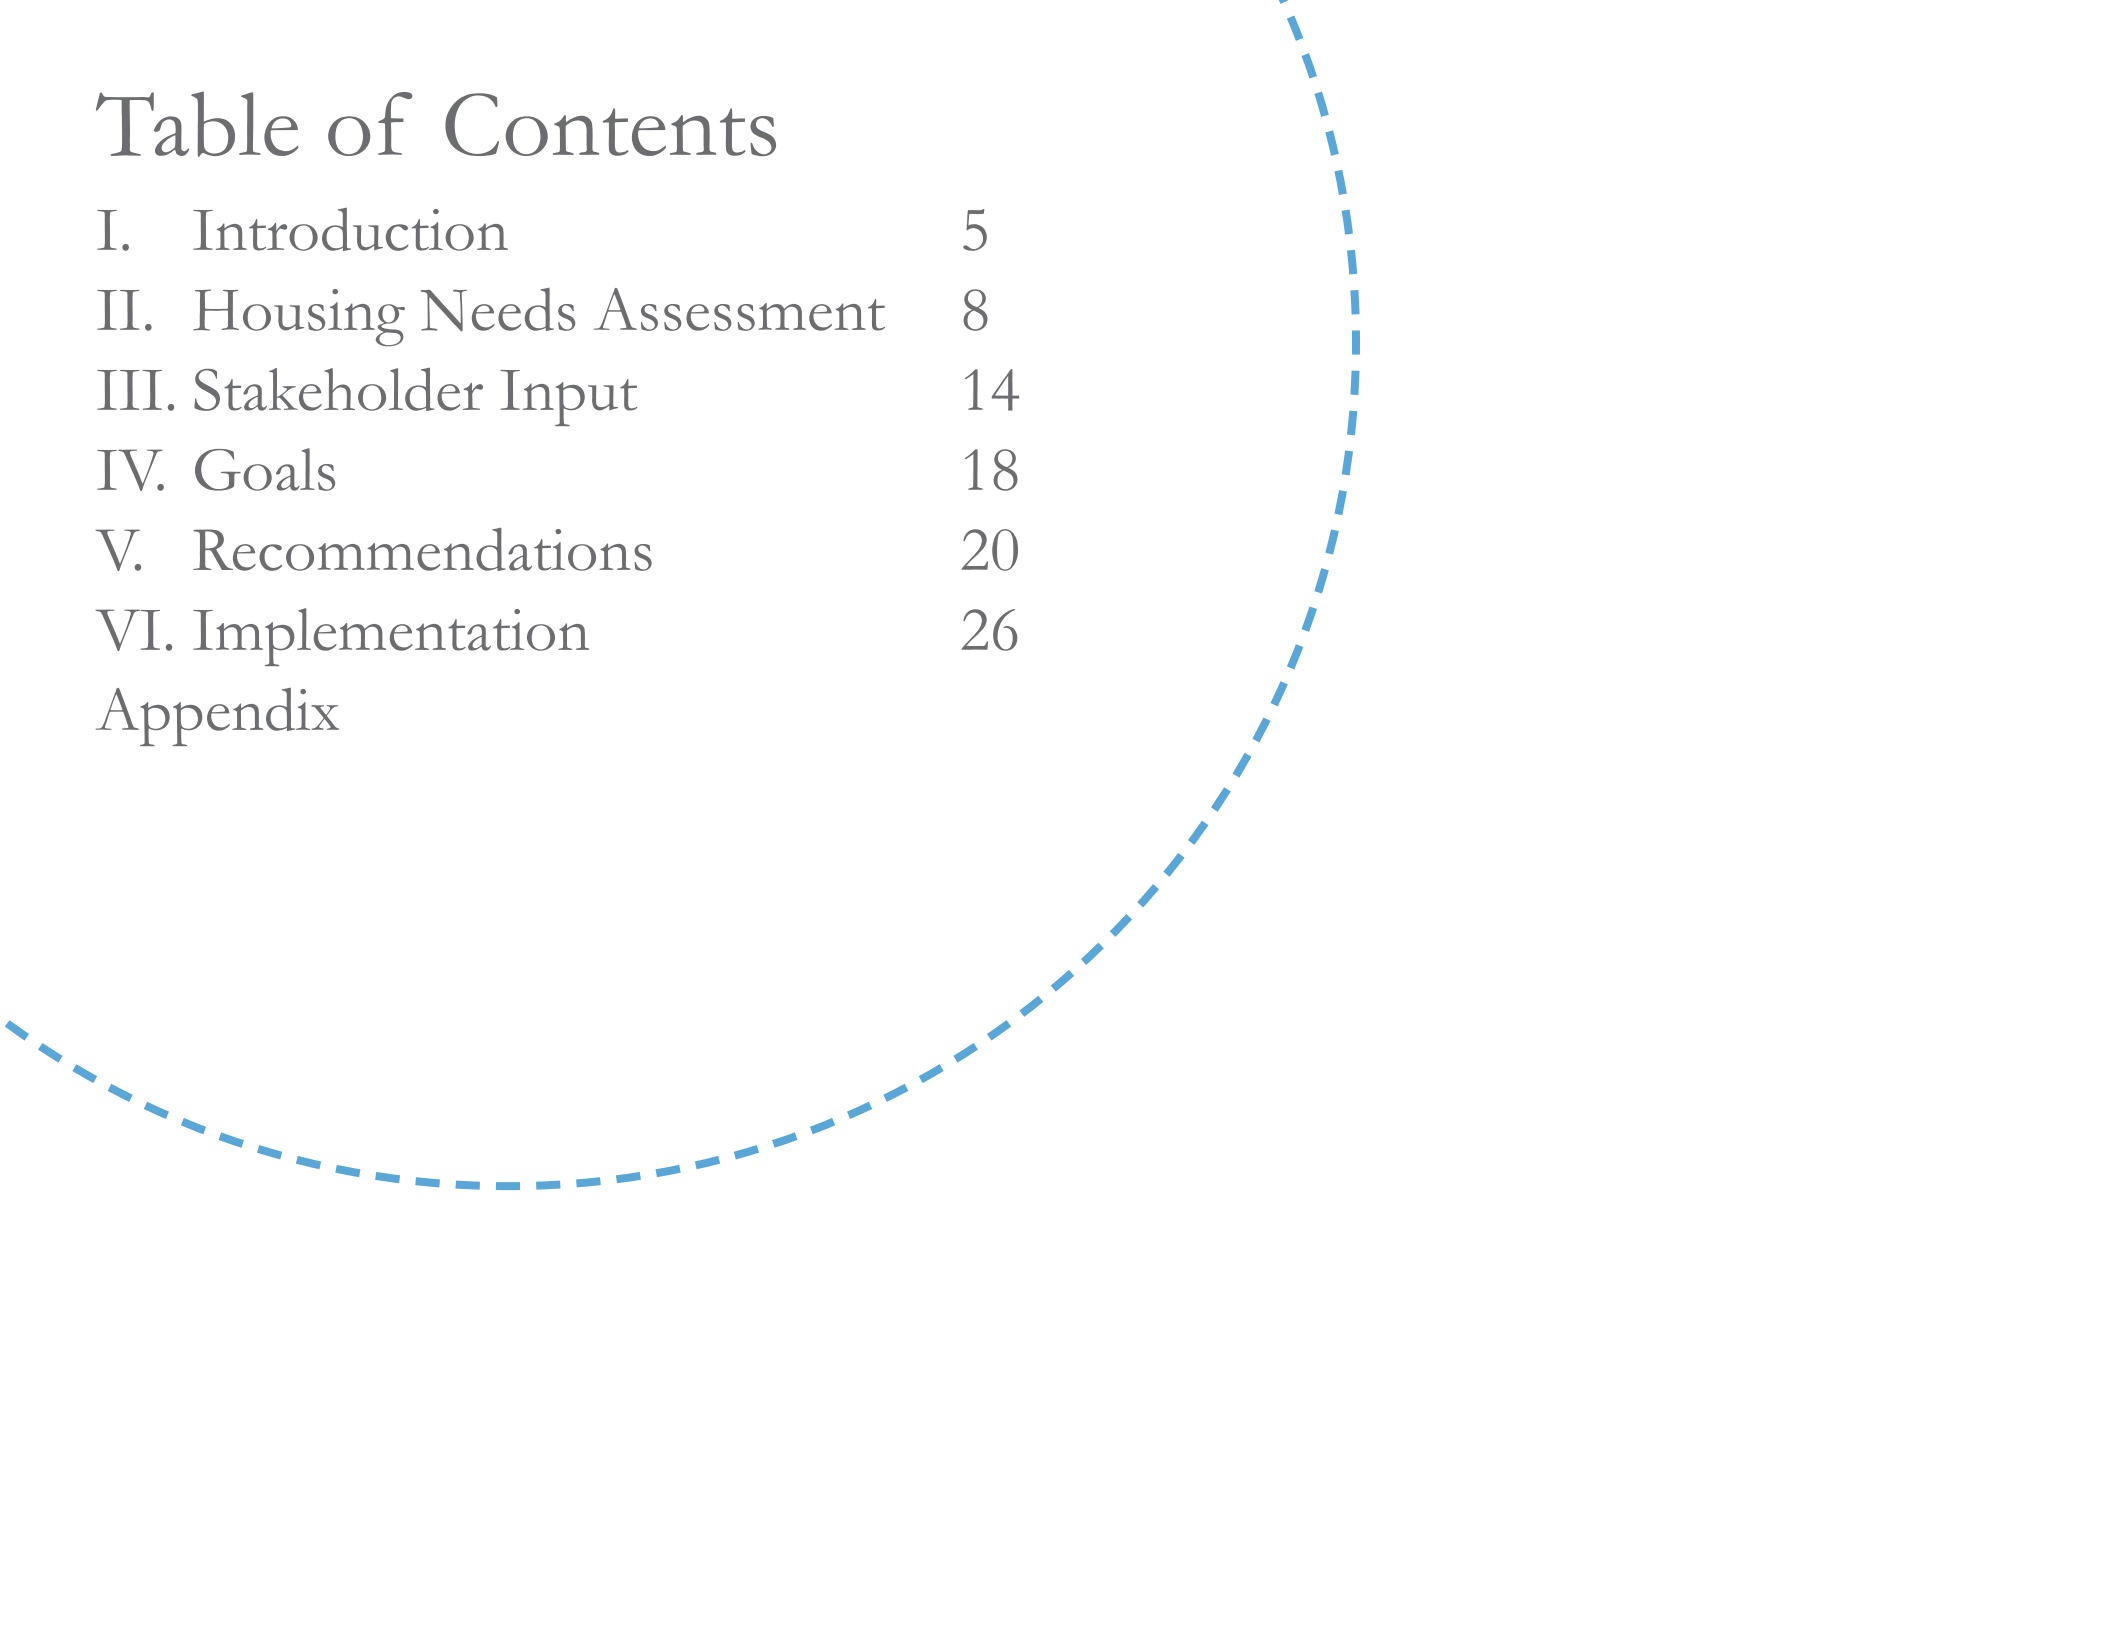 Table of Contents
I. Introduction 5
II. Housing Needs Assessment 8
III. Stakeholder Input 14
IV. Goals 18
V. Recommendations 20
VI. Implementation 26
Appendix